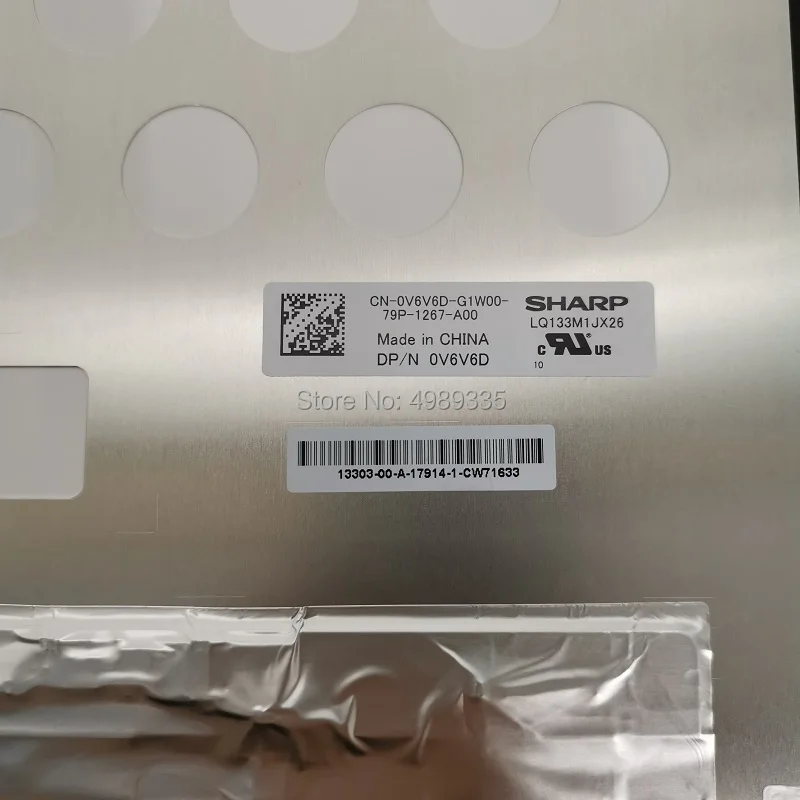 CN-0V6V6D-G1W00-
79P-1267-A00
Made in CHINA
DP/N 0V6V6D
SHARP
LQ133M1JX26
c RU® US
10
Store No: 4989335
13303-00-A-17914-1-CW71633